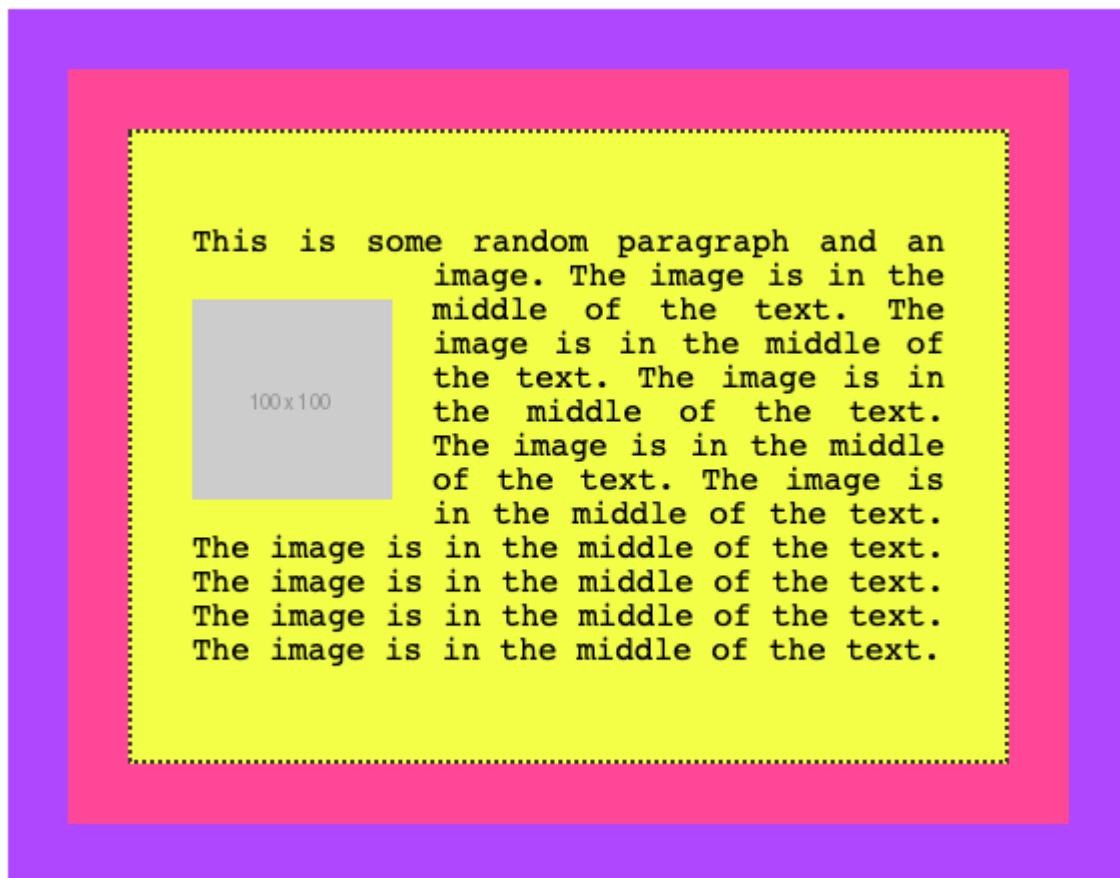 This is some random paragraph and an
image. The image is in the
middle of the text. The
image is in the middle of
the text. The image is in
the middle of the text.
The image is in the middle
of the text. The image is
in the middle of the text.
100 x 100
The image is in the middle of the text.
The image is in the middle of the text.
The image is in the middle of the text.
The image is in the middle of the text.